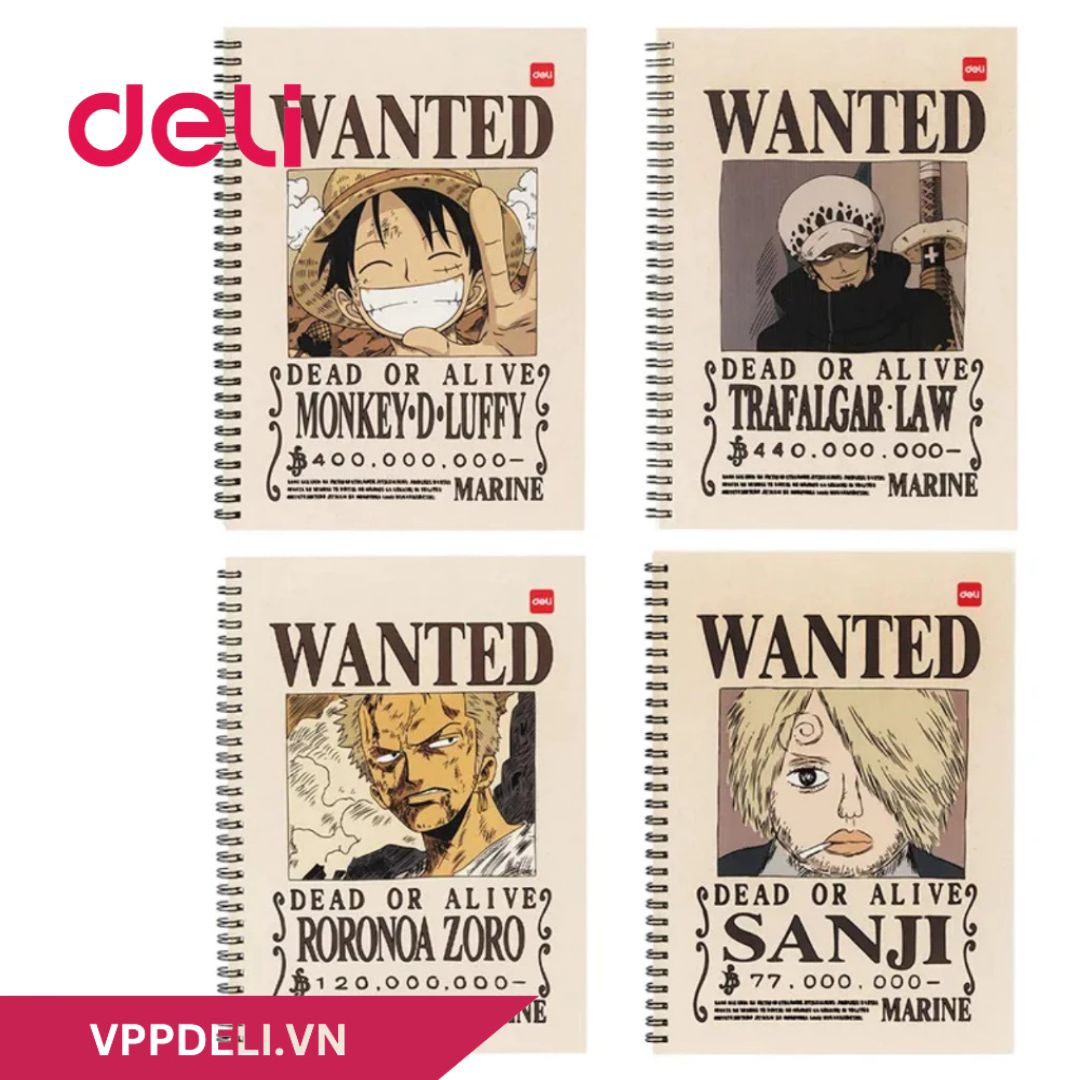 deli
deli
WANTED
DEAD OR ALIVE
MONKEY•D•LUFFY
400,000,000-
MARINE
deli
WANTED
DEAD OR ALIVE
TRAFALGAR·LAW
440.000.000-
MARINE
deli
WANTED
DEAD OR ALIVE
RORONOA ZORO
120,000,000-
deli
WANTED
DEAD OR ALIVE
SANJI
77.000.000-
MARINE
VPPDELI.VN